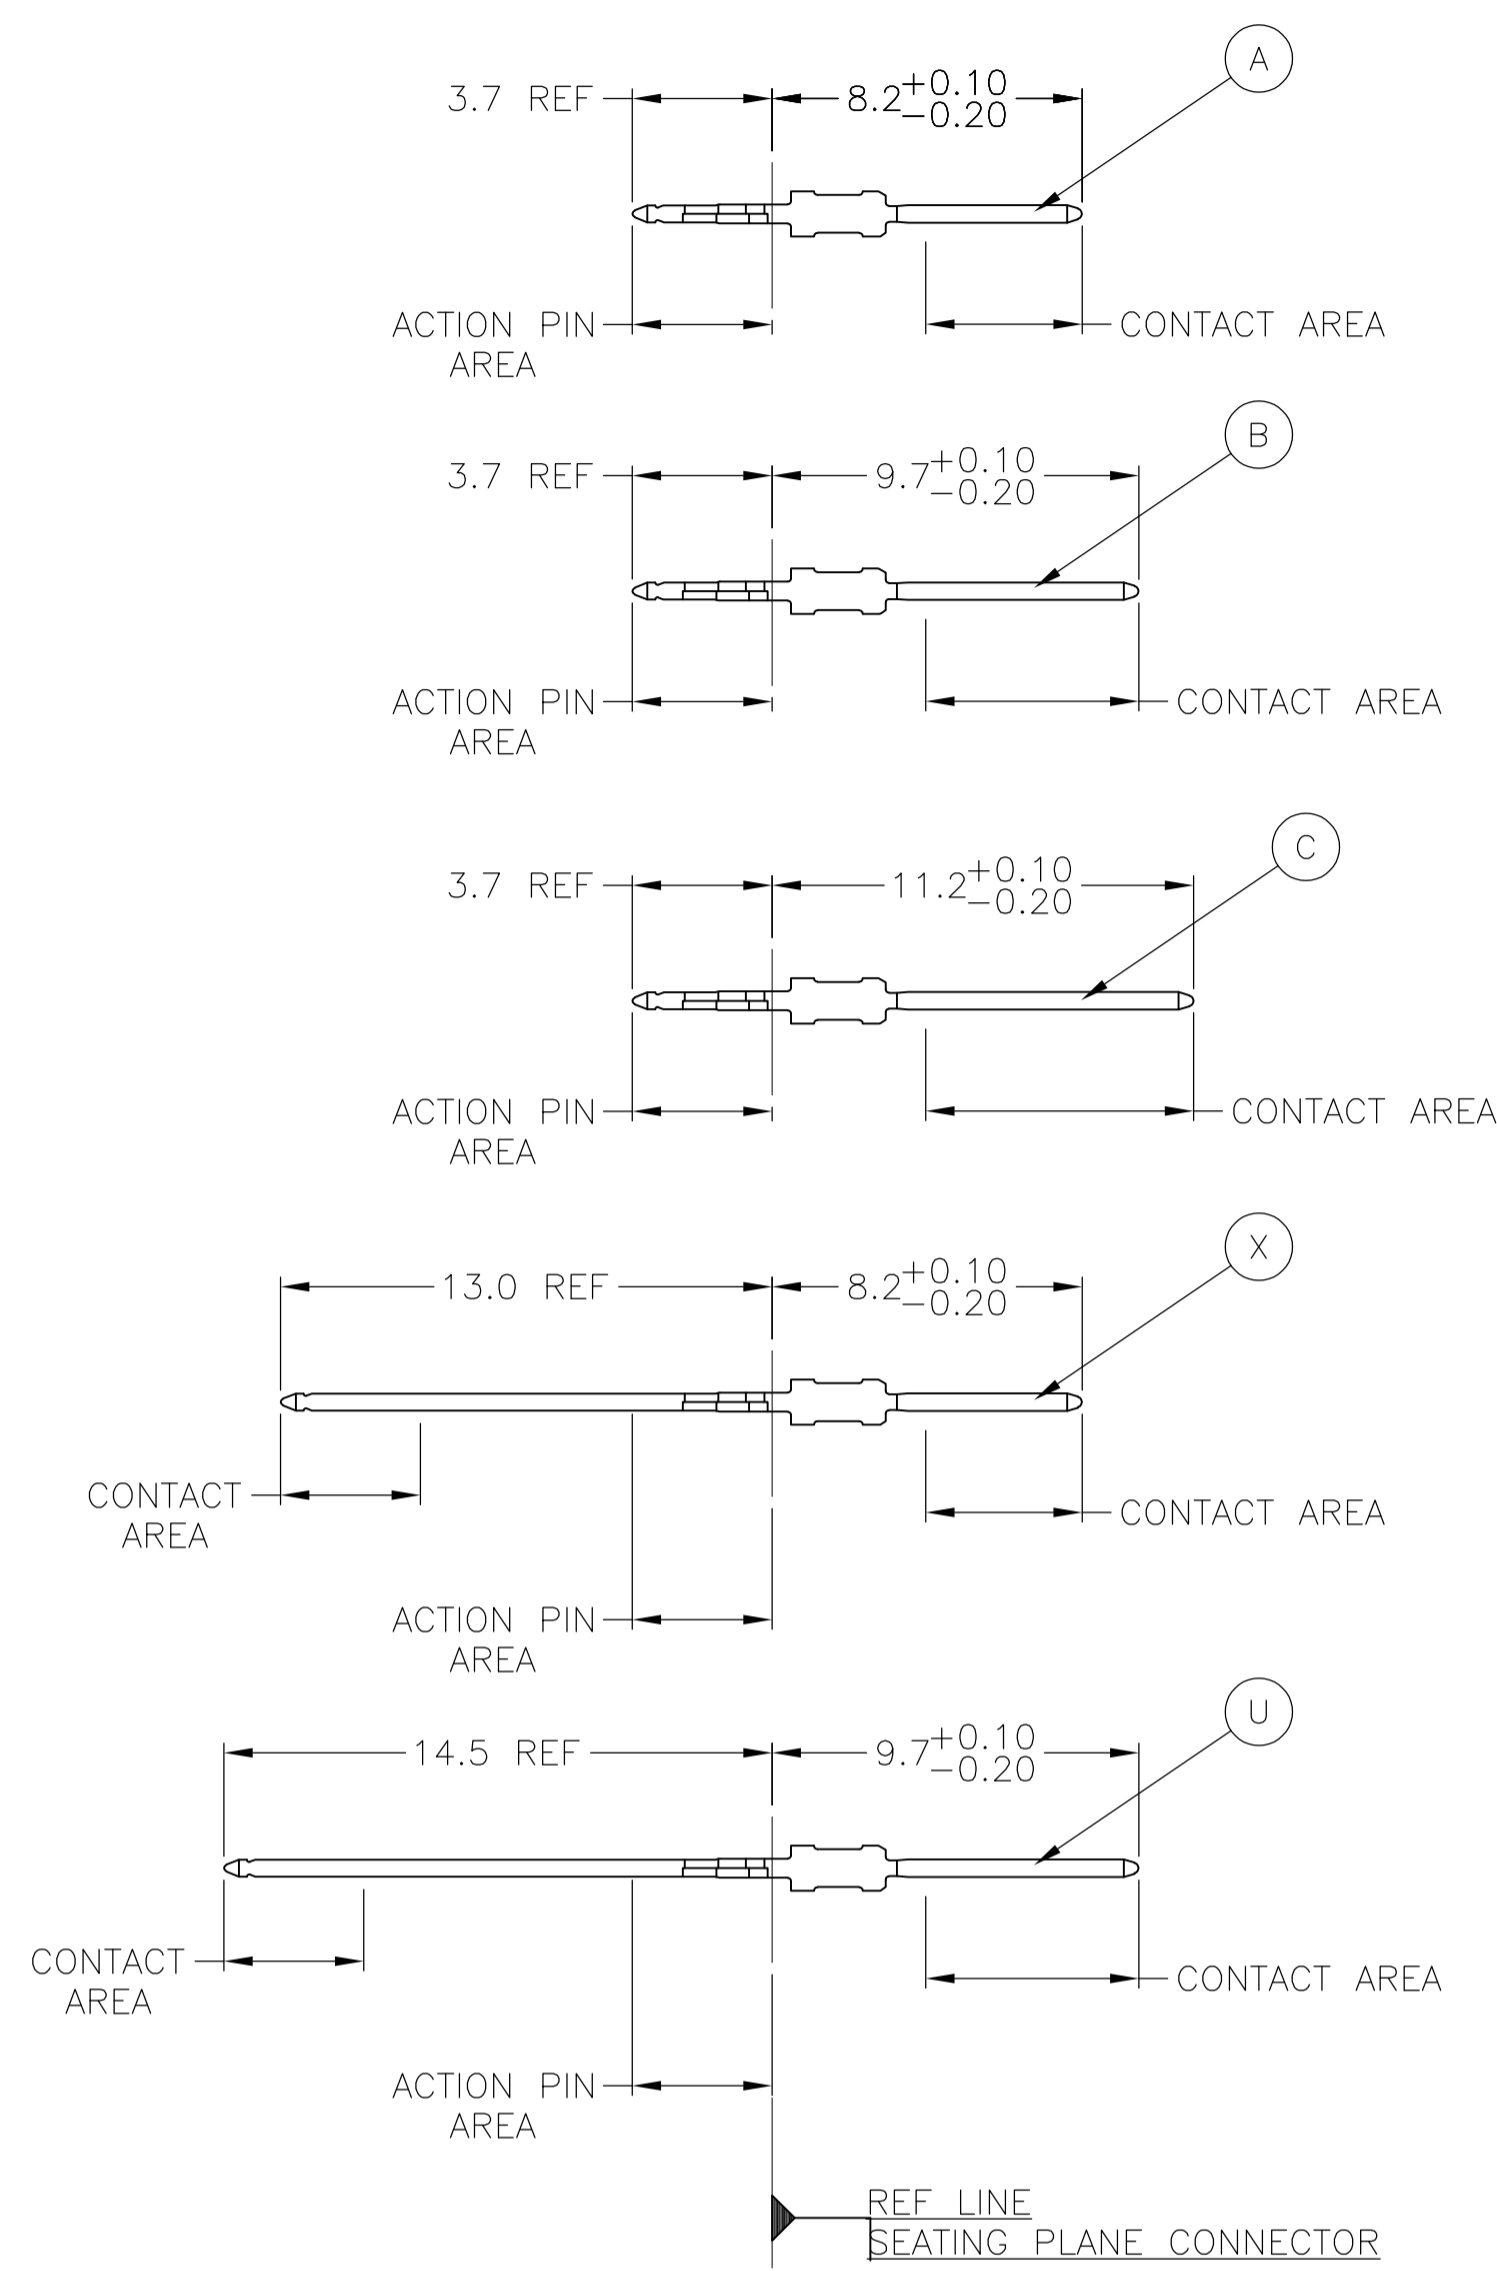 A
3.7 REF
8.2 +0.10 -0.20
ACTION PIN
AREA
CONTACT AREA
B
3.7 REF
9.7 +0.10 -0.20
ACTION PIN
AREA
CONTACT AREA
C
3.7 REF
11.2 +0.10 -0.20
ACTION PIN
AREA
CONTACT AREA
X
13.0 REF
8.2 +0.10 -0.20
CONTACT
AREA
CONTACT AREA
ACTION PIN
AREA
U
14.5 REF
9.7 +0.10 -0.20
CONTACT
AREA
CONTACT AREA
ACTION PIN
AREA
REF LINE
SEATING PLANE CONNECTOR